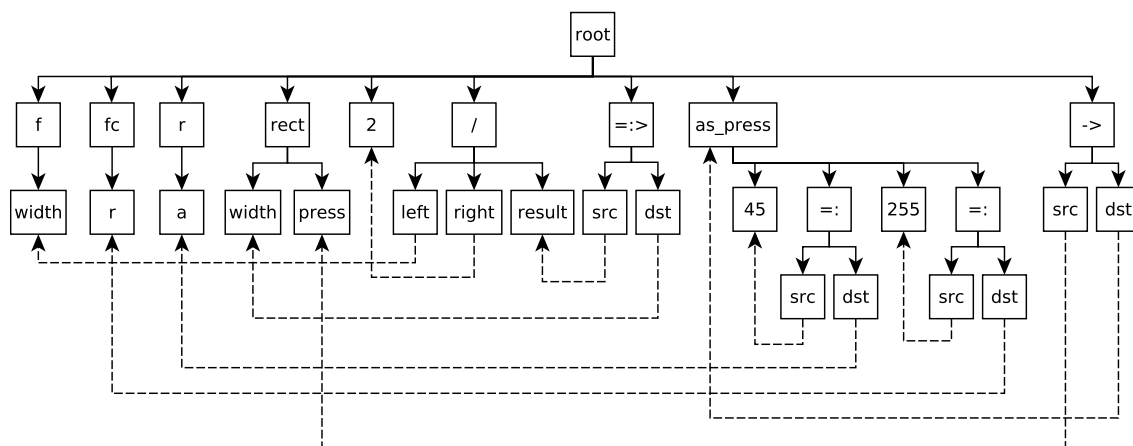 root
f fc r rect 2 / =:> as_press ->
width r a width press left right result src dst 45 =: 255 =: src dst
src dst src dst